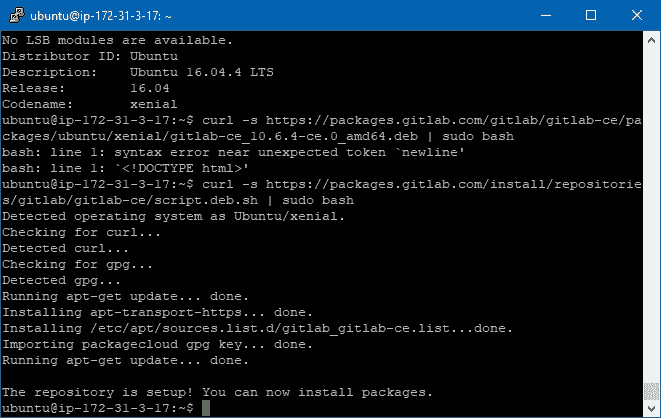 ubuntu@ip-172-31-3-17: ~
No LSB modules are available.
Distributor ID: Ubuntu
Description:    Ubuntu 16.04.4 LTS
Release:        16.04
Codename:       xenial
ubuntu@ip-172-31-3-17:~$ curl -s https://packages.gitlab.com/gitlab/gitlab-ce/pa
ckages/ubuntu/xenial/gitlab-ce_10.6.4-ce.0_amd64.deb | sudo bash
bash: line 1: syntax error near unexpected token `newline'
bash: line 1: `<!DOCTYPE html>'
ubuntu@ip-172-31-3-17:~$ curl -s https://packages.gitlab.com/install/repositorie
s/gitlab/gitlab-ce/script.deb.sh | sudo bash
Detected operating system as Ubuntu/xenial.
Checking for curl...
Detected curl...
Checking for gpg...
Detected gpg...
Running apt-get update... done.
Installing apt-transport-https... done.
Installing /etc/apt/sources.list.d/gitlab_gitlab-ce.list...done.
Importing packagecloud gpg key... done.
Running apt-get update... done.

The repository is setup! You can now install packages.
ubuntu@ip-172-31-3-17:~$